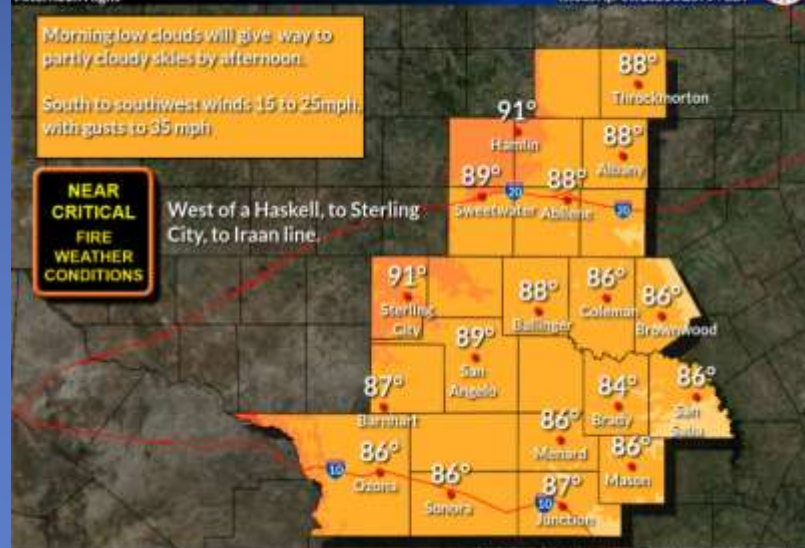 Morning low clouds will give way to
partly cloudy skies by afternoon.
South to southwest winds 15 to 25mph,
with gusts to 35 mph
NEAR
CRITICAL
FIRE
WEATHER
CONDITIONS
West of a Haskell, to Sterling
City, to Iraan line.
88°
Throckmorton
91°
Hamlin
88°
Albany
89°
Sweetwater
88°
Abilene
20
20
91°
Sterling
City
88°
Ballinger
86°
Coleman
86°
Brownwood
89°
San
Angelo
87°
Barnhart
84°
Brady
86°
San
Saba
86°
Menard
86°
Mason
10
86°
Ozona
86°
Sonora
10
87°
Junction